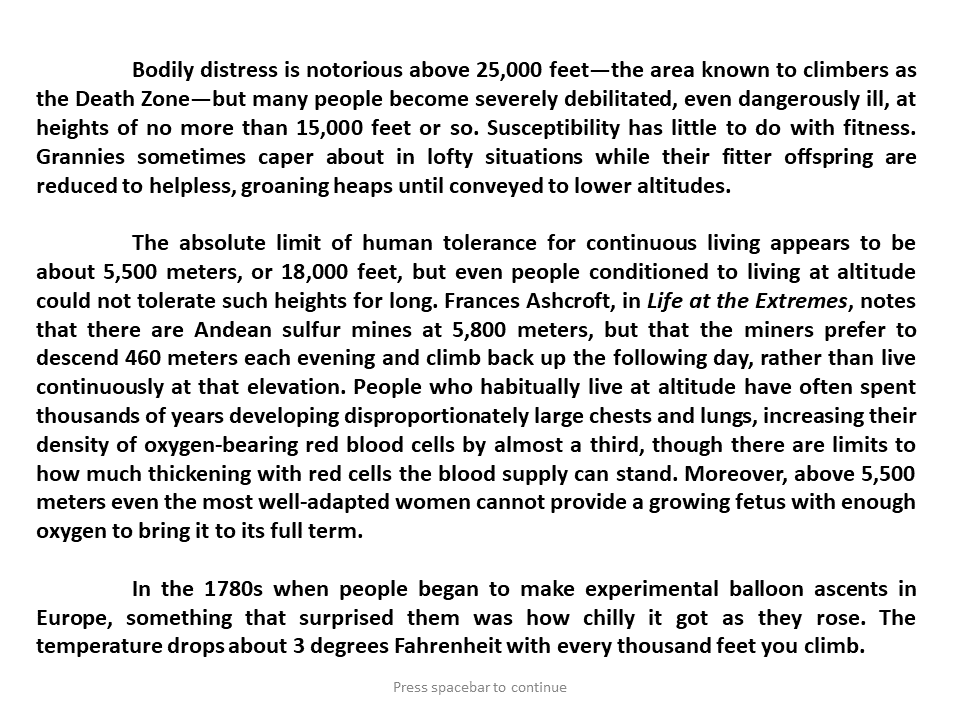 Bodily distress is notorious above 25,000 feet—the area known to climbers as
the Death Zone—but many people become severely debilitated, even dangerously ill, at
heights of no more than 15,000 feet or so. Susceptibility has little to do with fitness.
Grannies sometimes caper about in lofty situations while their fitter offspring are
reduced to helpless, groaning heaps until conveyed to lower altitudes.
The absolute limit of human tolerance for continuous living appears to be
about 5,500 meters, or 18,000 feet, but even people conditioned to living at altitude
could not tolerate such heights for long. Frances Ashcroft, in Life at the Extremes, notes
that there are Andean sulfur mines at 5,800 meters, but that the miners prefer to
descend 460 meters each evening and climb back up the following day, rather than live
continuously at that elevation. People who habitually live at altitude have often spent
thousands of years developing disproportionately large chests and lungs, increasing their
density of oxygen-bearing red blood cells by almost a third, though there are limits to
how much thickening with red cells the blood supply can stand. Moreover, above 5,500
meters even the most well-adapted women cannot provide a growing fetus with enough
oxygen to bring it to its full term.
In the 1780s when people began to make experimental balloon ascents in
Europe, something that surprised them was how chilly it got as they rose. The
temperature drops about 3 degrees Fahrenheit with every thousand feet you climb.
Press spacebar to continue